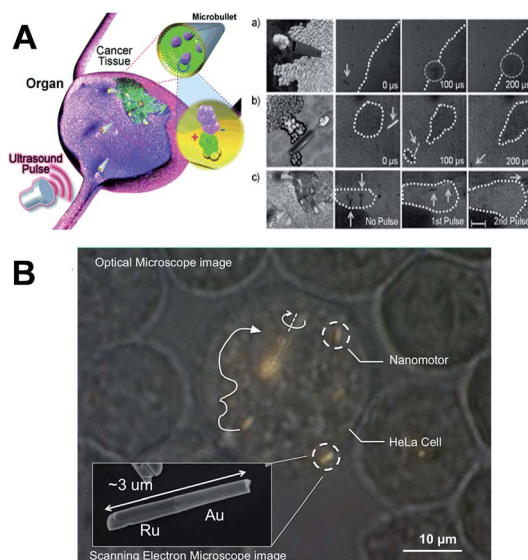 A
Microbullet
Cancer
Tissue
Organ
Ultrasound
Pulse
+
-
a)
0 µs
100 µs
200 µs
b)
0 µs
100 µs
200 µs
c)
No Pulse
1st Pulse
2nd Pulse
B
Optical Microscope image
Nanomotor
HeLa Cell
~3 um
Ru
Au
10 µm
Scanning Electron Microscope image